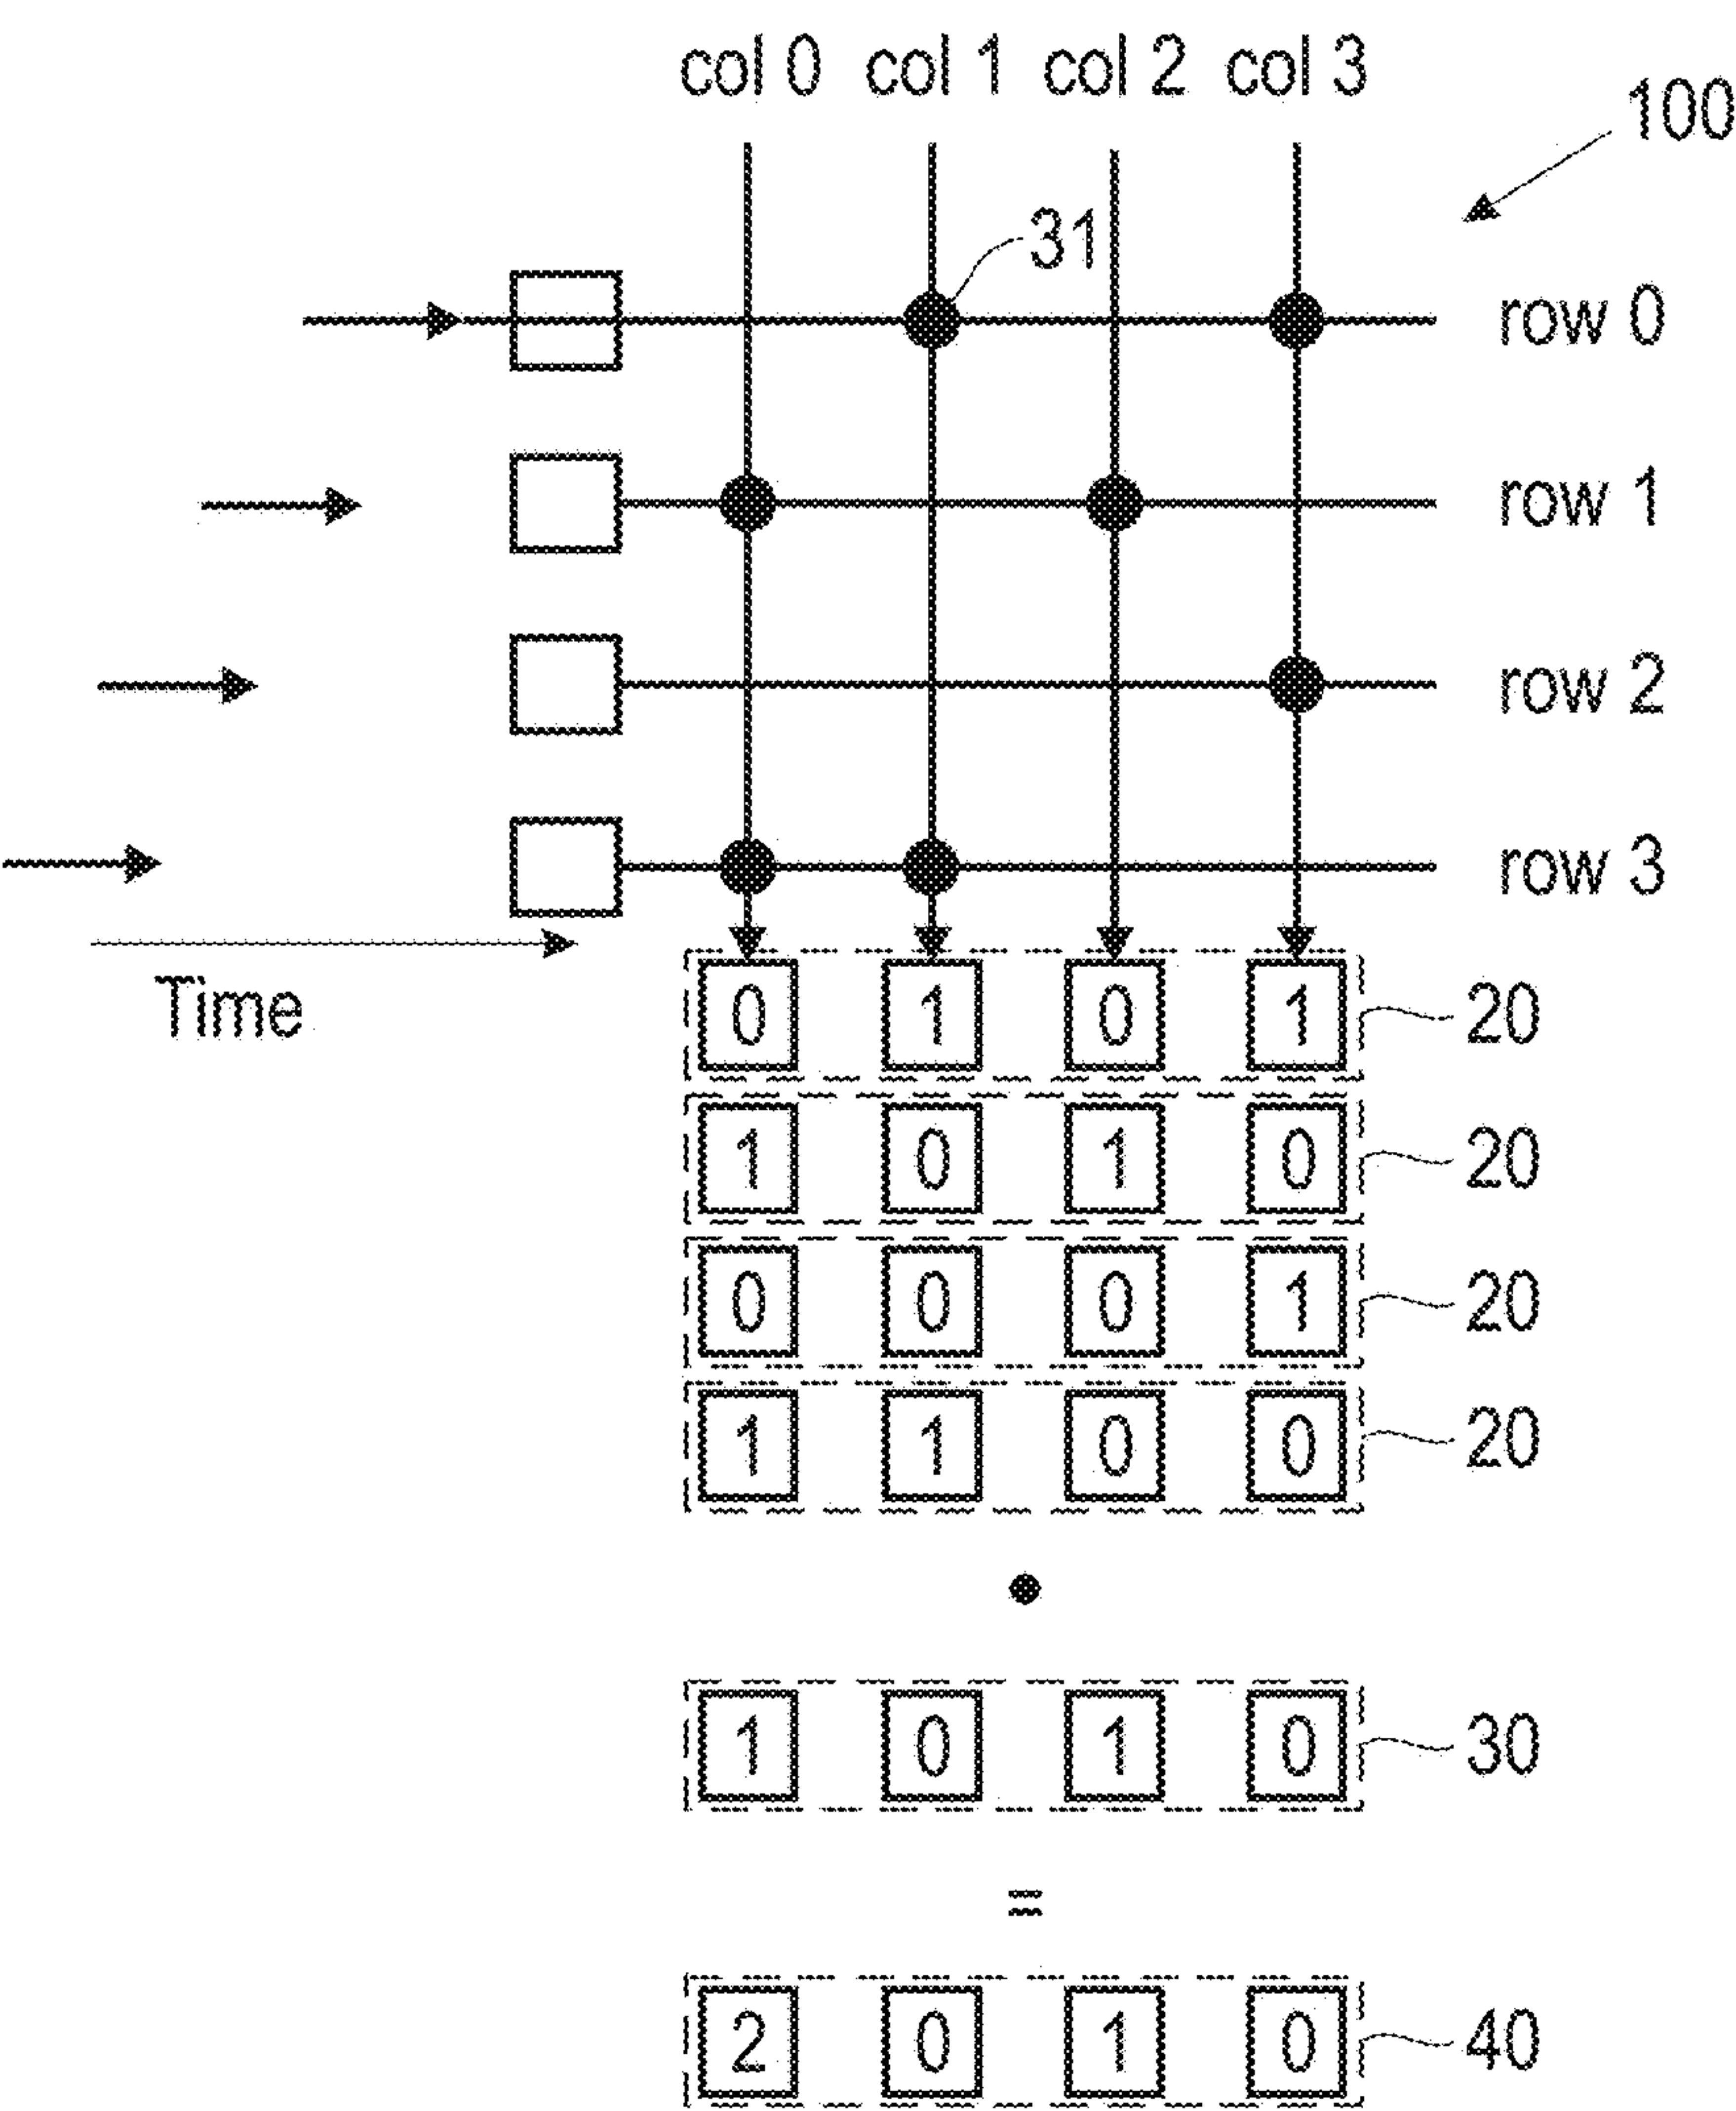 col 0 col 1 col 2 col 3
100
31
row 0
row 1
row 2
row 3
Time
0 1 0 1 20
1 0 1 0 20
0 0 0 1 20
1 1 0 0 20
•
1 0 1 0 30
=
2 0 1 0 40